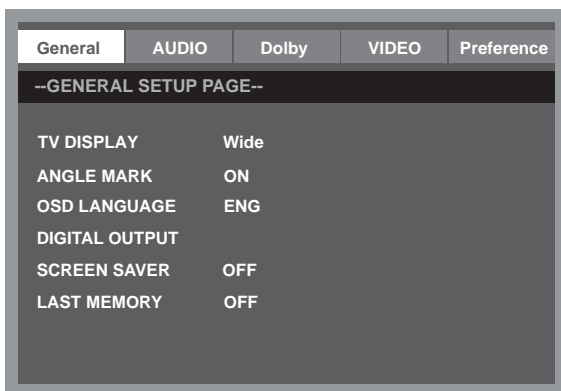 General AUDIO Dolby VIDEO Preference
--GENERAL SETUP PAGE--
TV DISPLAY Wide
ANGLE MARK ON
OSD LANGUAGE ENG
DIGITAL OUTPUT
SCREEN SAVER OFF
LAST MEMORY OFF